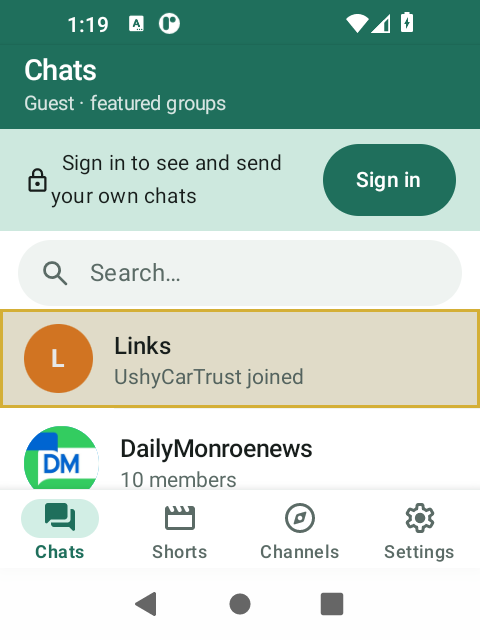 1:19
A
Chats
Guest · featured groups
Sign in to see and send
your own chats
Sign in
Search…
L
Links
UshyCarTrust joined
DM
DailyMonroenews
10 members
Chats
Shorts
Channels
Settings